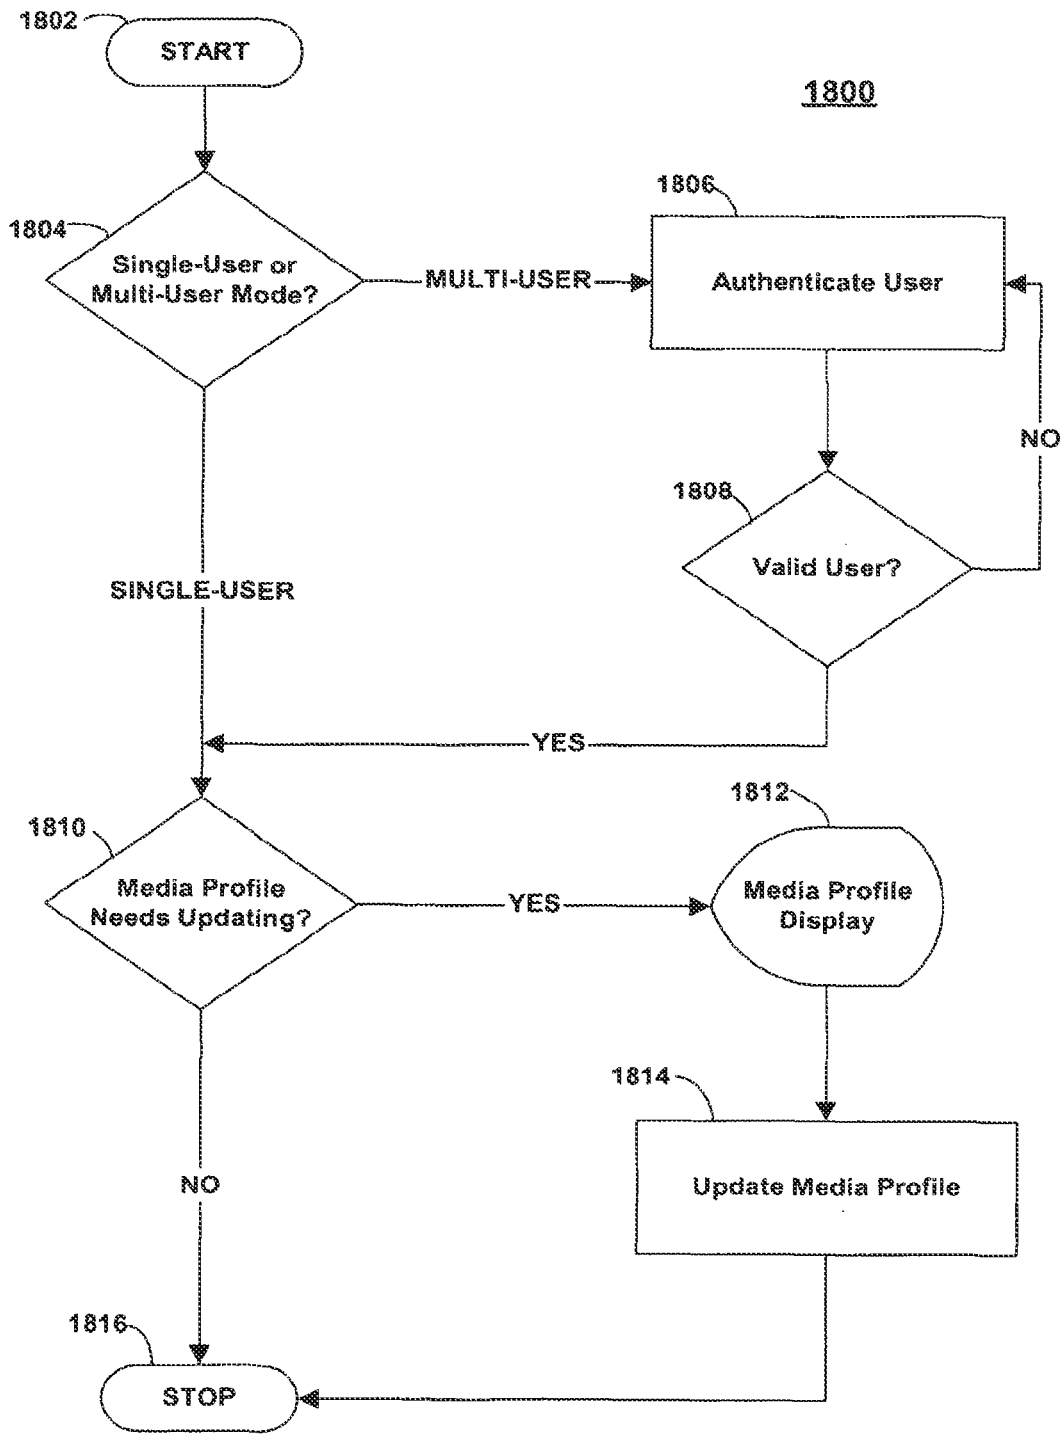 1802
START
1800
1804
Single-User or
Multi-User Mode?
MULTI-USER
1806
Authenticate User
NO
1808
Valid User?
SINGLE-USER
YES
1810
Media Profile
Needs Updating?
YES
1812
Media Profile
Display
1814
Update Media Profile
NO
1816
STOP